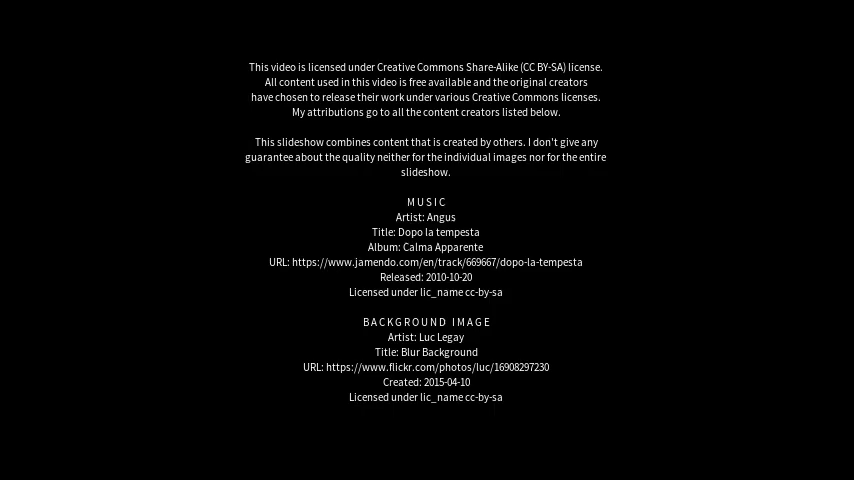 This video is licensed under Creative Commons Share-Alike (CC BY-SA) license.
All content used in this video is free available and the original creators
have chosen to release their work under various Creative Commons licenses.
My attributions go to all the content creators listed below.
This slideshow combines content that is created by others. I don't give any
guarantee about the quality neither for the individual images nor for the entire
slideshow.
MUSIC
Artist: Angus
Title: Dopo la tempesta
Album: Calma Apparente
URL: https://www.jamendo.com/en/track/669667/dopo-la-tempesta
Released: 2010-10-20
Licensed under lic_name cc-by-sa
BACKGROUND IMAGE
Artist: Luc Legay
Title: Blur Background
URL: https://www.flickr.com/photos/luc/16908297230
Created: 2015-04-10
Licensed under lic_name cc-by-sa